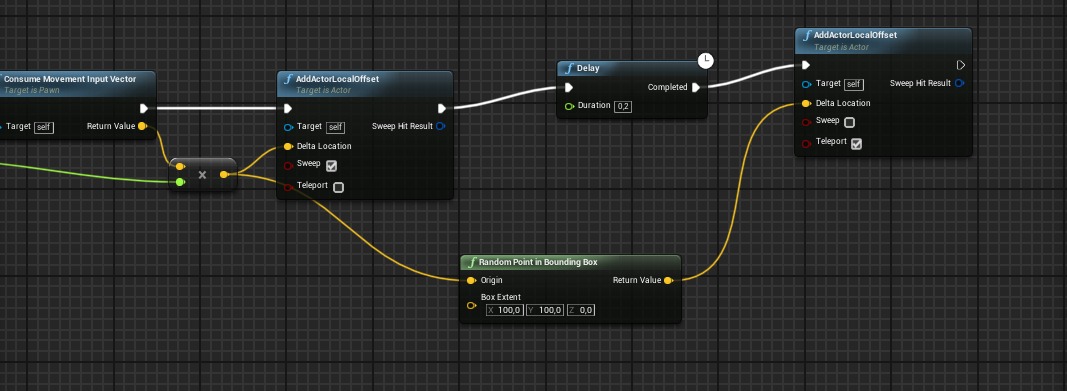 Consume Movement Input Vector
Target is Pawn
Target self
Return Value
×
AddActorLocalOffset
Target is Actor
Target self
Sweep Hit Result
Delta Location
Sweep
Teleport
Delay
Completed
Duration 0,2
AddActorLocalOffset
Target is Actor
Target self
Sweep Hit Result
Delta Location
Sweep
Teleport
Random Point in Bounding Box
Origin
Return Value
Box Extent
X 100,0 Y 100,0 Z 0,0